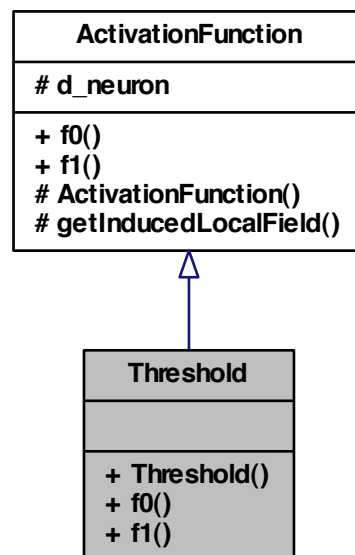 ActivationFunction
# d_neuron
+ f0()
+ f1()
# ActivationFunction()
# getInducedLocalField()
Threshold
+ Threshold()
+ f0()
+ f1()